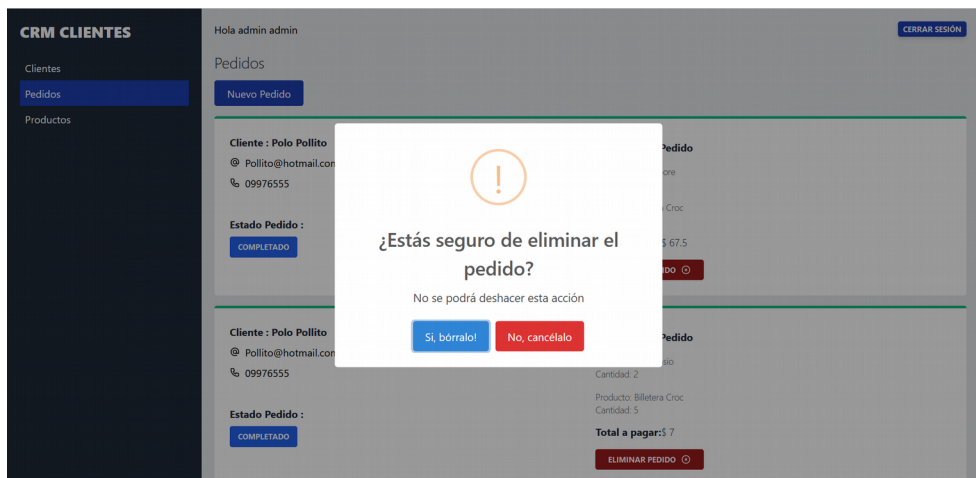 CRM CLIENTES
Hola admin admin
CERRAR SESIÓN
Clientes
Pedidos
Productos
Pedidos
Nuevo Pedido
Cliente : Polo Pollito
@ Pollito@hotmail.com
09976555
Estado Pedido :
COMPLETADO
Pedido
Croc
$ 67.5
¿Estás seguro de eliminar el
pedido?
No se podrá deshacer esta acción
Si, bórralo!
No, cancélalo
Cliente : Polo Pollito
@ Pollito@hotmail.com
09976555
Estado Pedido :
COMPLETADO
Pedido
Cantidad: 2
Producto: Billetera Croc
Cantidad: 5
Total a pagar:$ 7
ELIMINAR PEDIDO